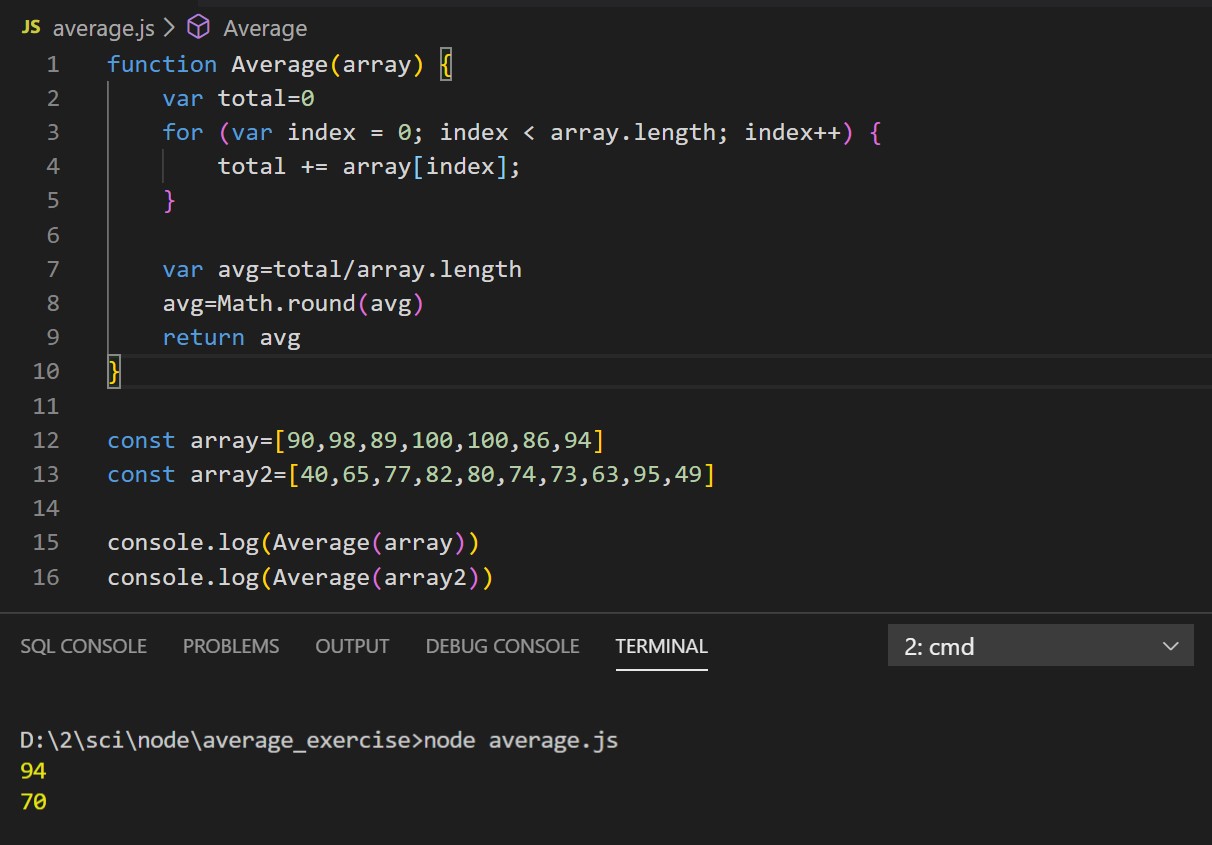 JS average.js > Average
1 function Average(array) {
2     var total=0
3     for (var index = 0; index < array.length; index++) {
4         total += array[index];
5     }
6
7     var avg=total/array.length
8     avg=Math.round(avg)
9     return avg
10 }
11
12 const array=[90,98,89,100,100,86,94]
13 const array2=[40,65,77,82,80,74,73,63,95,49]
14
15 console.log(Average(array))
16 console.log(Average(array2))
SQL CONSOLE PROBLEMS OUTPUT DEBUG CONSOLE TERMINAL 2: cmd
D:\2\sci\node\average_exercise>node average.js
94
70